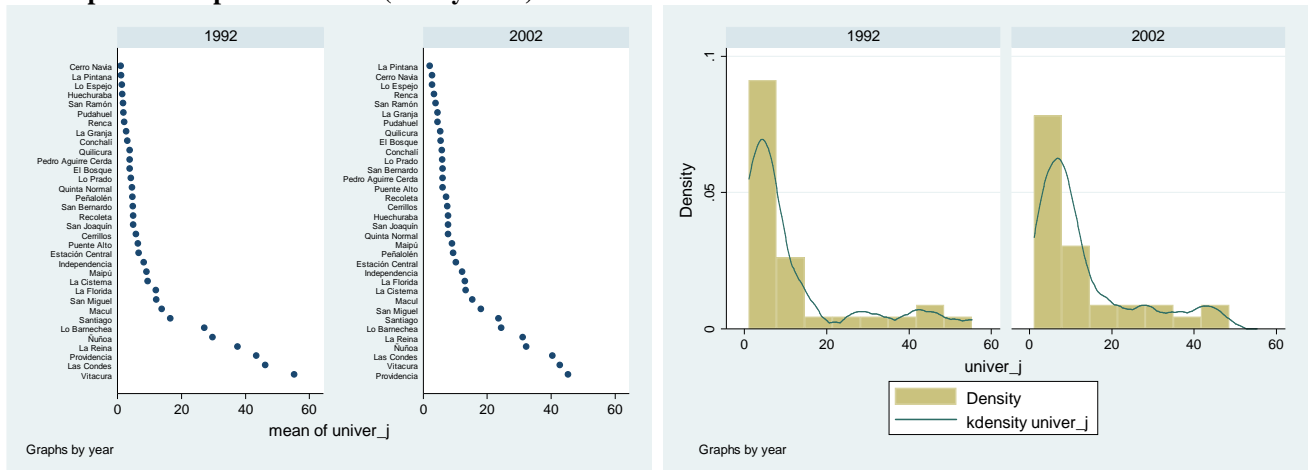 1992
Cerro Navia
La Pintana
Lo Espejo
Huechuraba
San Ramón
Pudahuel
Renca
La Granja
Conchalí
Quilicura
Pedro Aguirre Cerda
El Bosque
Lo Prado
Quinta Normal
Peñalolén
San Bernardo
Recoleta
San Joaquín
Cerrillos
Puente Alto
Estación Central
Independencia
Maipú
La Cisterna
La Florida
San Miguel
Macul
Santiago
Lo Barnechea
Ñuñoa
La Reina
Providencia
Las Condes
Vitacura
0 20 40 60
2002
La Pintana
Cerro Navia
Lo Espejo
Renca
San Ramón
La Granja
Pudahuel
Quilicura
El Bosque
Conchalí
Lo Prado
San Bernardo
Pedro Aguirre Cerda
Puente Alto
Recoleta
Cerrillos
Huechuraba
San Joaquín
Quinta Normal
Maipú
Peñalolén
Estación Central
Independencia
La Florida
La Cisterna
Macul
San Miguel
Santiago
Lo Barnechea
La Reina
Ñuñoa
Las Condes
Vitacura
Providencia
0 20 40 60
mean of univer_j
Graphs by year
1992
2002
Density
.1
.05
0
0 20 40 60
0 20 40 60
univer_j
Density
kdensity univer_j
Graphs by year